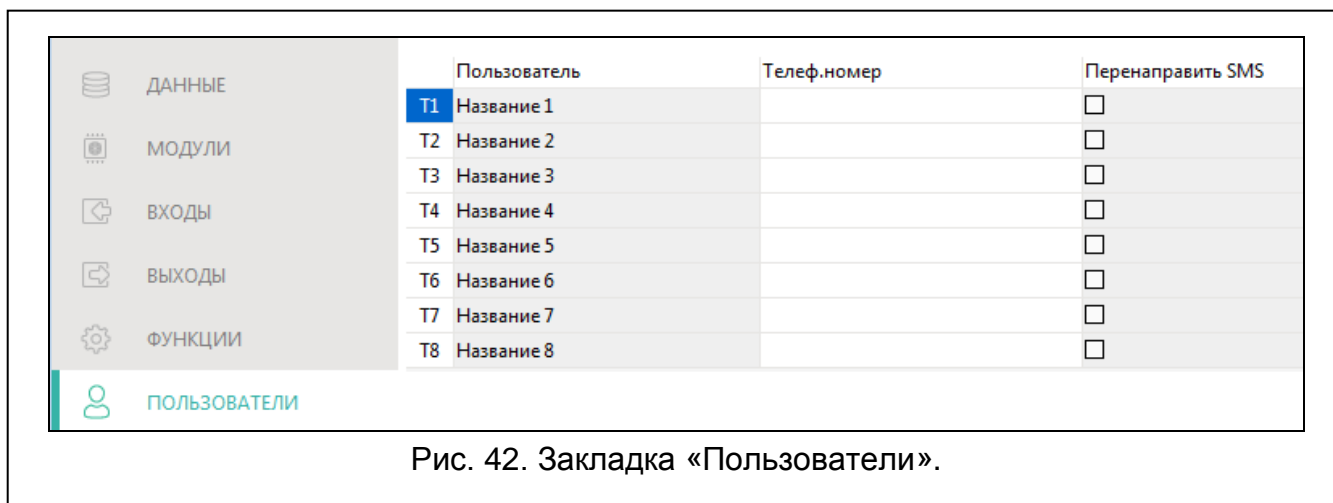 Пользователь Телеф.номер Перенаправить SMS
ДАННЫЕ
T1 Название 1
T2 Название 2
МОДУЛИ
T3 Название 3
ВХОДЫ
T4 Название 4
T5 Название 5
ВЫХОДЫ
T6 Название 6
T7 Название 7
ФУНКЦИИ
T8 Название 8
ПОЛЬЗОВАТЕЛИ
Рис. 42. Закладка «Пользователи».